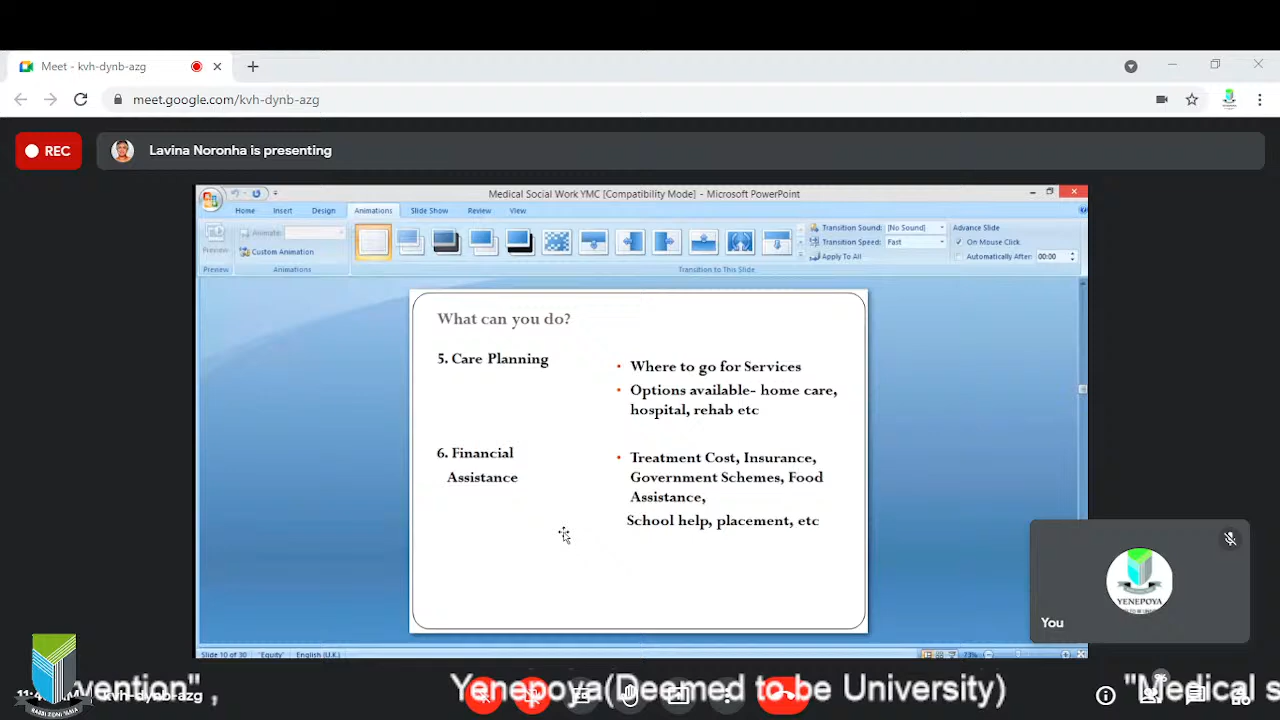 Meet - kvh-dynb-azg
meet.google.com/kvh-dynb-azg
REC
Lavina Noronha is presenting
Medical Social Work YMC [Compatibility Mode] - Microsoft PowerPoint
Home Insert Design Animations Slide Show Review View
Preview
Animate:
Custom Animation
Transition Sound: [No Sound]
Transition Speed: Fast
Apply To All
Advance Slide
On Mouse Click
Automatically After: 00:00
Preview Animations Transition to This Slide
What can you do?
5. Care Planning
• Where to go for Services
• Options available- home care,
hospital, rehab etc
6. Financial
Assistance
• Treatment Cost, Insurance,
Government Schemes, Food
Assistance,
School help, placement, etc
YENEPOYA
You
Slide 10 of 30 "Equity" English (U.K.) 73%
kvh-dynb-azg
vention" , Yenepoya(Deemed to be University) "Medical s